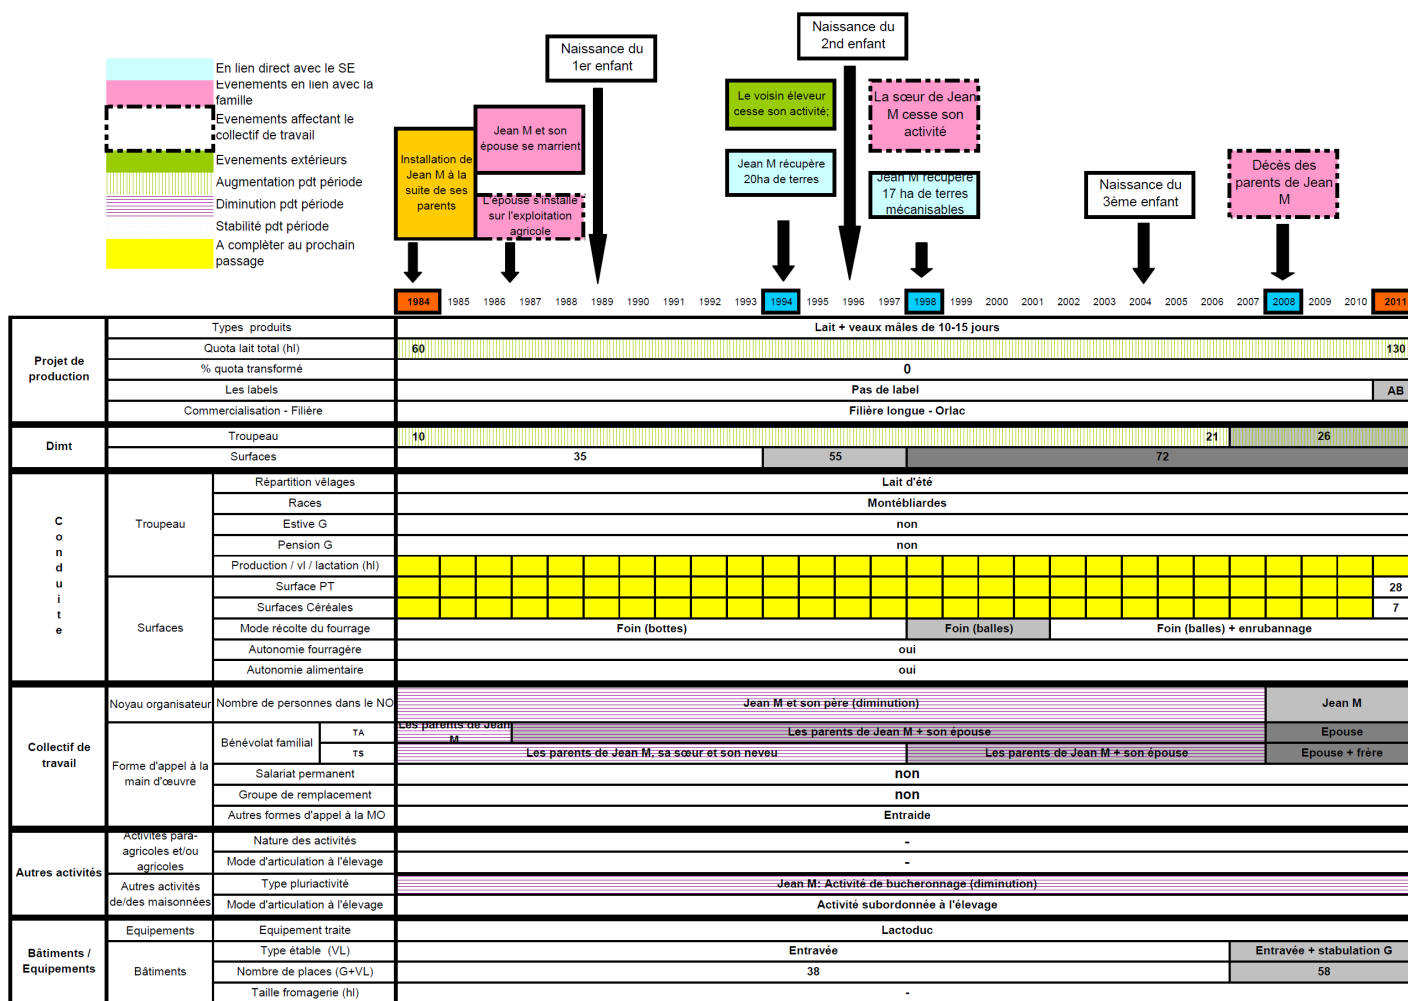 Naissance du
2nd enfant
Naissance du
1er enfant
En lien direct avec le SE
Evenements en lien avec la
famille
Evenements affectant le
collectif de travail
Evenements extérieurs
Augmentation pdt période
Diminution pdt période
Stabilité pdt période
A complèter au prochain
passage
Installation de
Jean M à la
suite de ses
parents
Jean M et son
épouse se marrient
L'épouse s'installe
sur l'exploitation
agricole
Le voisin éleveur
cesse son activité;
Jean M récupère
20ha de terres
La sœur de Jean
M cesse son
activité
Jean M récupère
17 ha de terres
mécanisables
Naissance du
3ème enfant
Décès des
parents de Jean
M
1984 1985 1986 1987 1988 1989 1990 1991 1992 1993 1994 1995 1996 1997 1998 1999 2000 2001 2002 2003 2004 2005 2006 2007 2008 2009 2010 2011
Projet de
production
Types produits
Lait + veaux mâles de 10-15 jours
Quota lait total (hl)
60 130
% quota transformé
0
Les labels
Pas de label AB
Commercialisation - Filière
Filière longue - Orlac
Dimt
Troupeau
10 21 26
Surfaces
35 55 72
C
o
n
d
u
i
t
e
Troupeau
Répartition vêlages
Lait d'été
Races
Montébliardes
Estive G
non
Pension G
non
Production / vl / lactation (hl)
Surfaces
Surface PT
28
Surfaces Céréales
7
Mode récolte du fourrage
Foin (bottes) Foin (balles) Foin (balles) + enrubannage
Autonomie fourragère
oui
Autonomie alimentaire
oui
Collectif de
travail
Noyau organisateur
Nombre de personnes dans le NO
Jean M et son père (diminution) Jean M
Forme d'appel à la
main d'œuvre
Bénévolat familial
TA
Les parents de Jean
M
Les parents de Jean M + son épouse Epouse
TS
Les parents de Jean M, sa sœur et son neveu Les parents de Jean M + son épouse Epouse + frère
Salariat permanent
non
Groupe de remplacement
non
Autres formes d'appel à la MO
Entraide
Autres activités
Activités para-
agricoles et/ou
agricoles
Nature des activités
-
Mode d'articulation à l'élevage
-
Autres activités
de/des maisonnées
Type pluriactivité
Jean M: Activité de bucheronnage (diminution)
Mode d'articulation à l'élevage
Activité subordonnée à l'élevage
Bâtiments /
Equipements
Equipements
Equipement traite
Lactoduc
Bâtiments
Type étable (VL)
Entravée Entravée + stabulation G
Nombre de places (G+VL)
38 58
Taille fromagerie (hl)
-